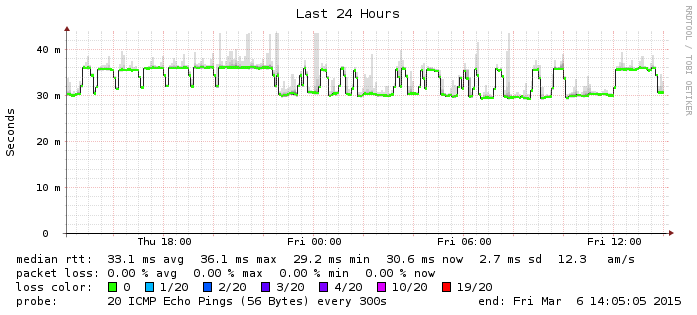 Last 24 Hours
RRDTOOL / TOBI OETIKER
Seconds
40 m
30 m
20 m
10 m
0
Thu 18:00 Fri 00:00 Fri 06:00 Fri 12:00
median rtt: 33.1 ms avg 36.1 ms max 29.2 ms min 30.6 ms now 2.7 ms sd 12.3 am/s
packet loss: 0.00 % avg 0.00 % max 0.00 % min 0.00 % now
loss color: 0 1/20 2/20 3/20 4/20 10/20 19/20
probe: 20 ICMP Echo Pings (56 Bytes) every 300s end: Fri Mar 6 14:05:05 2015